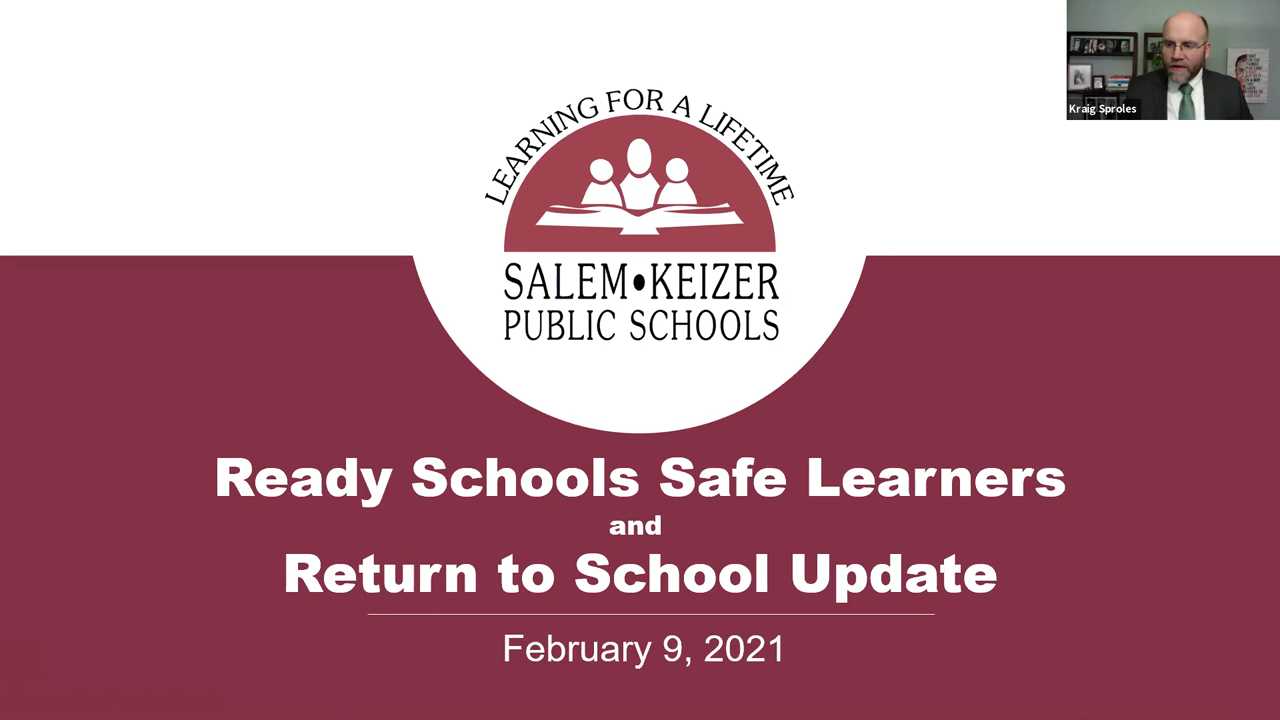 Kraig Sproles
LEARNING FOR A LIFETIME
SALEM•KEIZER
PUBLIC SCHOOLS
Ready Schools Safe Learners
and
Return to School Update
February 9, 2021